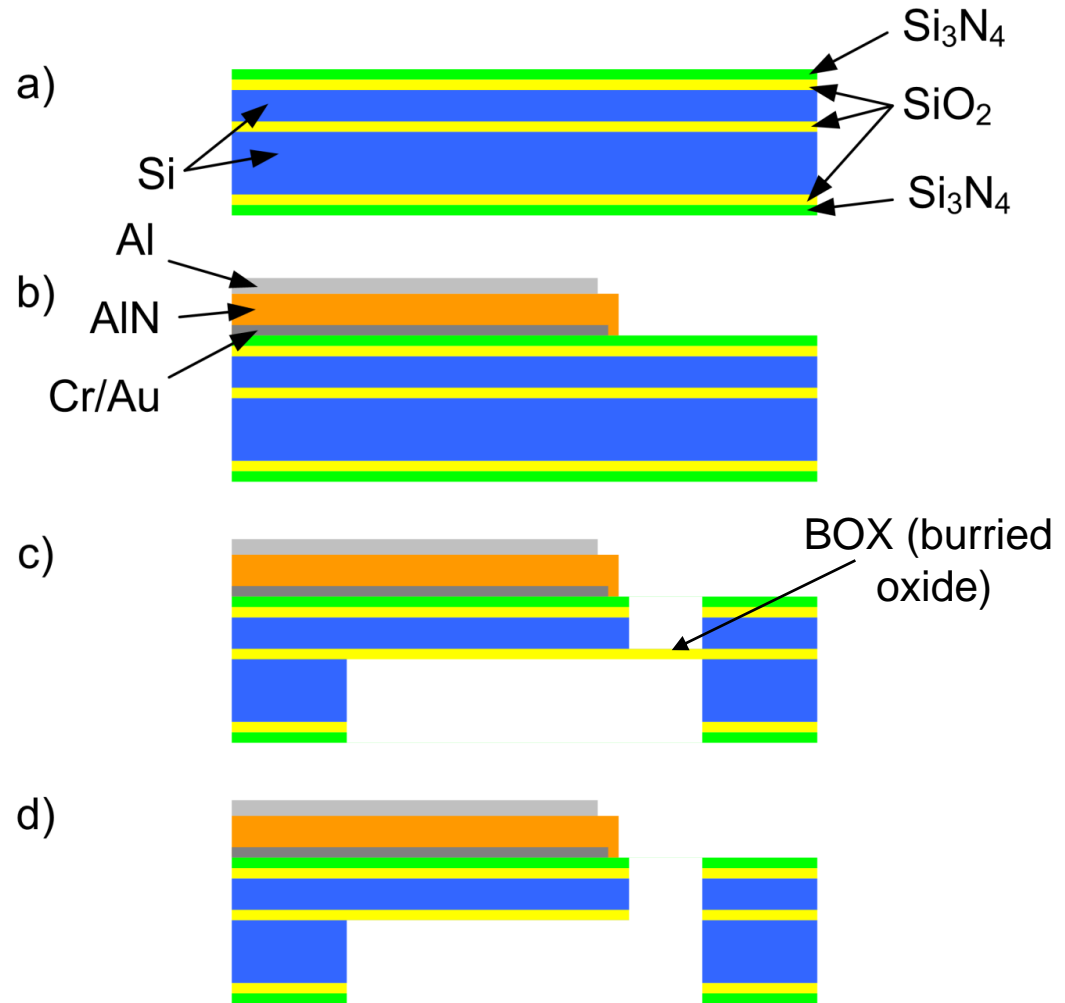 a)
Si₃N₄
SiO₂
Si
Si₃N₄
b)
Al
AlN
Cr/Au
c)
BOX (burried
oxide)
d)